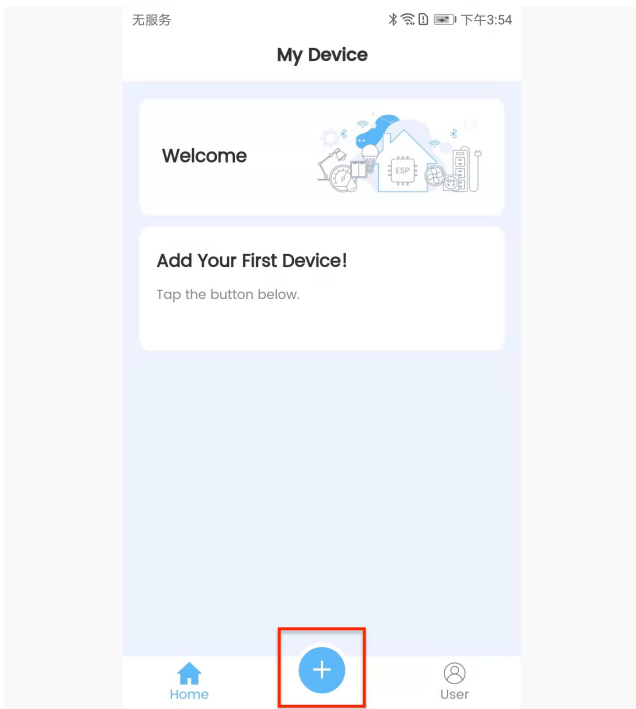 无服务
下午3:54
My Device
Welcome
ESP
Add Your First Device!
Tap the button below.
Home
User